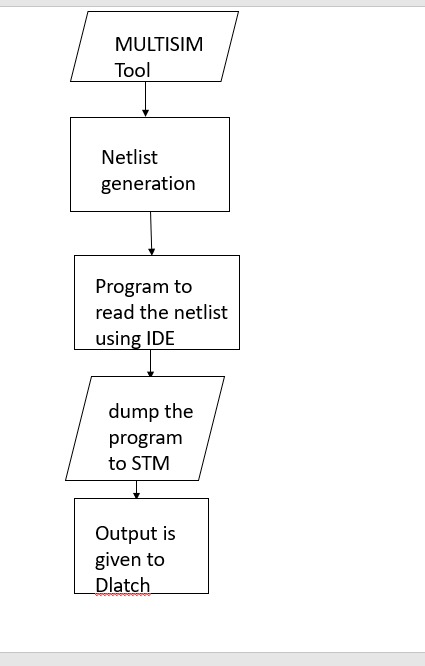 MULTISIM
Tool
Netlist
generation
Program to
read the netlist
using IDE
dump the
program
to STM
Output is
given to
Dlatch